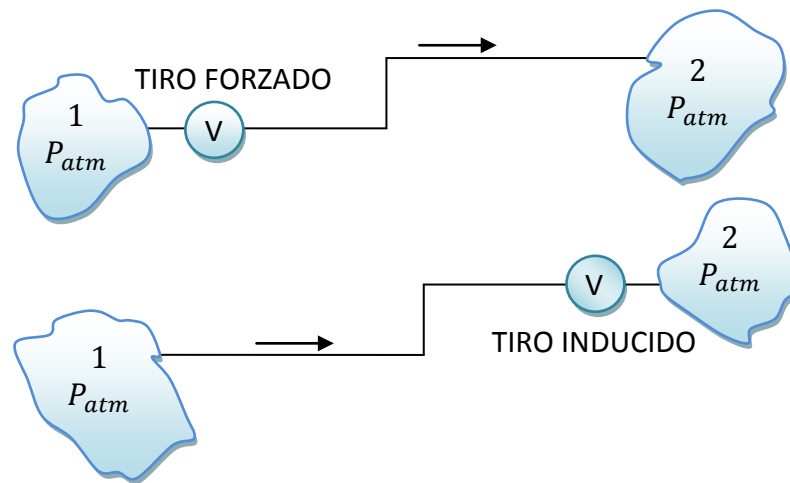 TIRO FORZADO
1
P_atm
V
2
P_atm
1
P_atm
V
TIRO INDUCIDO
2
P_atm